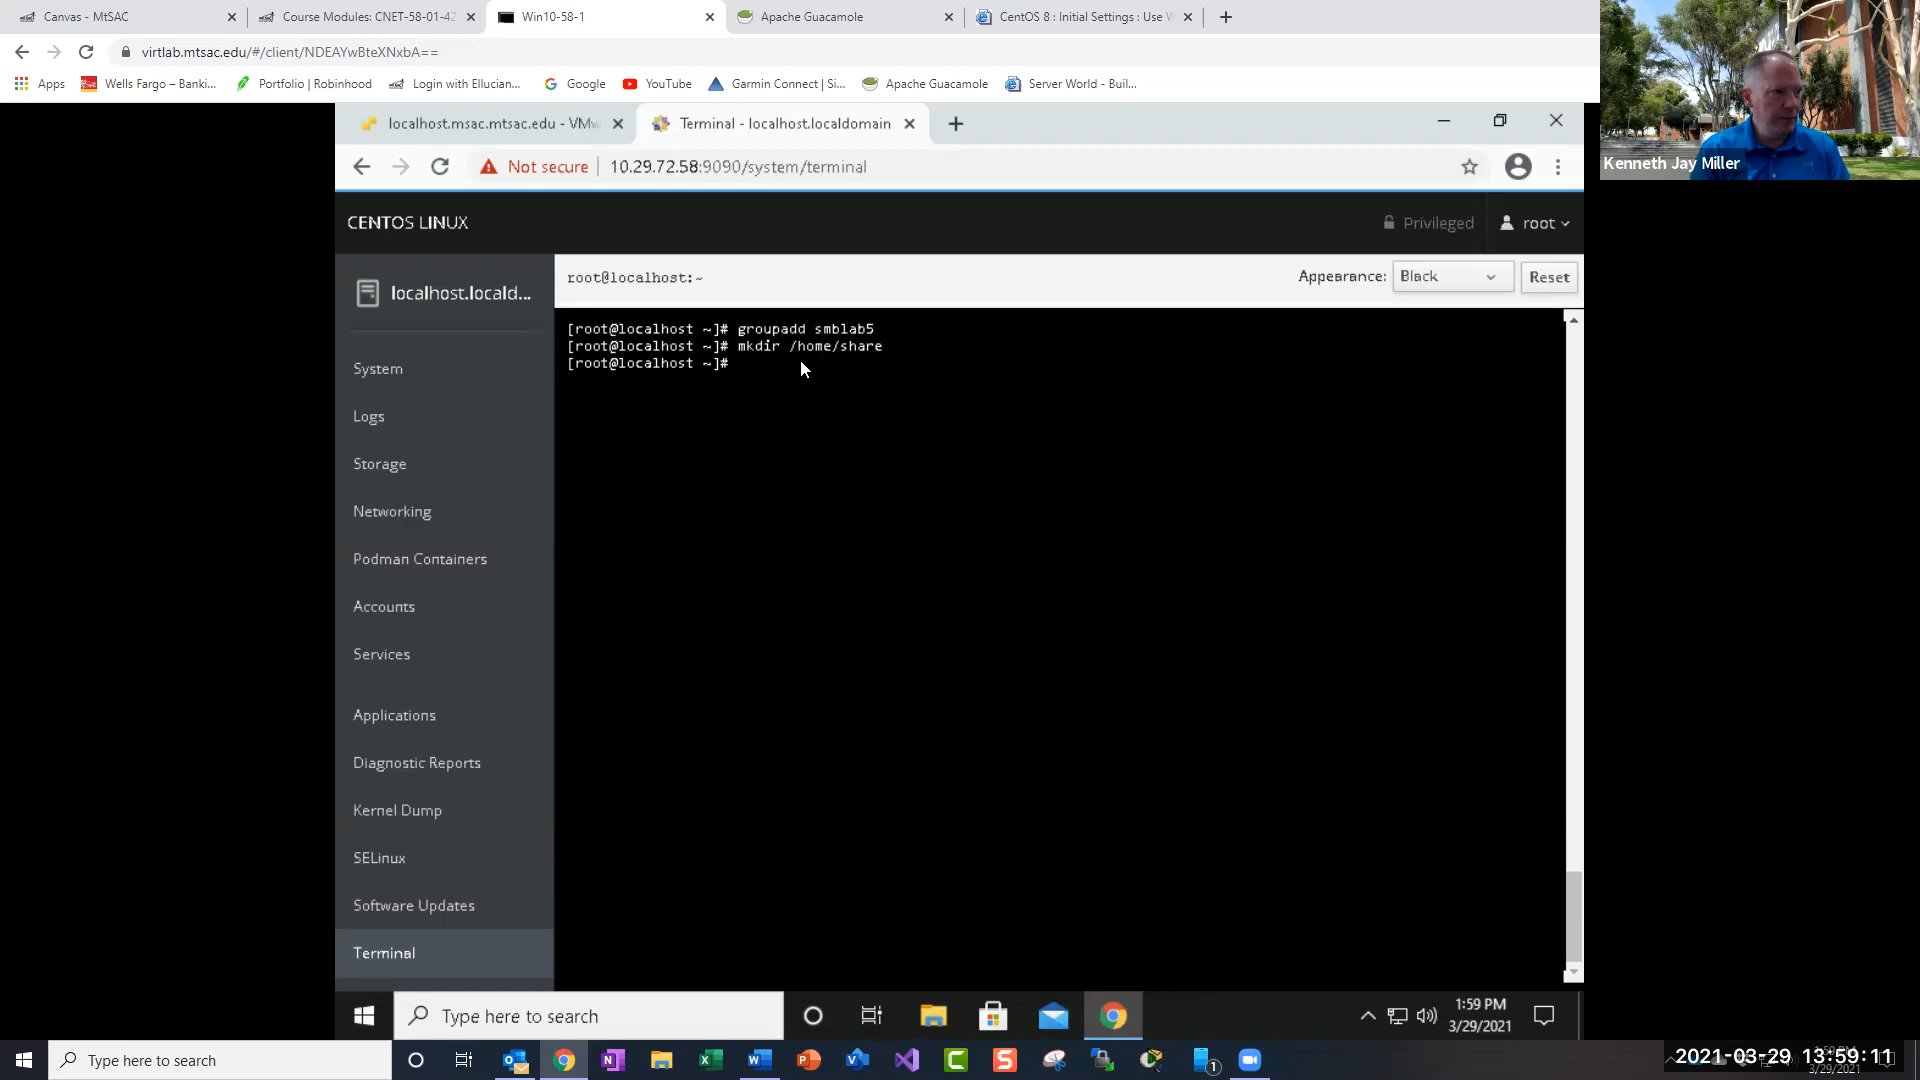 Canvas - MtSAC
Course Modules: CNET-58-01-42
Win10-58-1
Apache Guacamole
CentOS 8 : Initial Settings : Use W
virtlab.mtsac.edu/#/client/NDEAYwBteXNxbA==
Apps
Wells Fargo – Banki...
Portfolio | Robinhood
Login with Ellucian...
Google
YouTube
Garmin Connect | Si...
Apache Guacamole
Server World - Buil...
Kenneth Jay Miller
localhost.msac.mtsac.edu - VMw
Terminal - localhost.localdomain
Not secure
10.29.72.58:9090/system/terminal
CENTOS LINUX
Privileged
root
localhost.locald...
root@localhost:~
Appearance:
Black
Reset
[root@localhost ~]# groupadd smblab5
[root@localhost ~]# mkdir /home/share
[root@localhost ~]#
System
Logs
Storage
Networking
Podman Containers
Accounts
Services
Applications
Diagnostic Reports
Kernel Dump
SELinux
Software Updates
Terminal
Type here to search
1:59 PM
3/29/2021
Type here to search
1
2021-03-29 13:59:11
3/29/2021